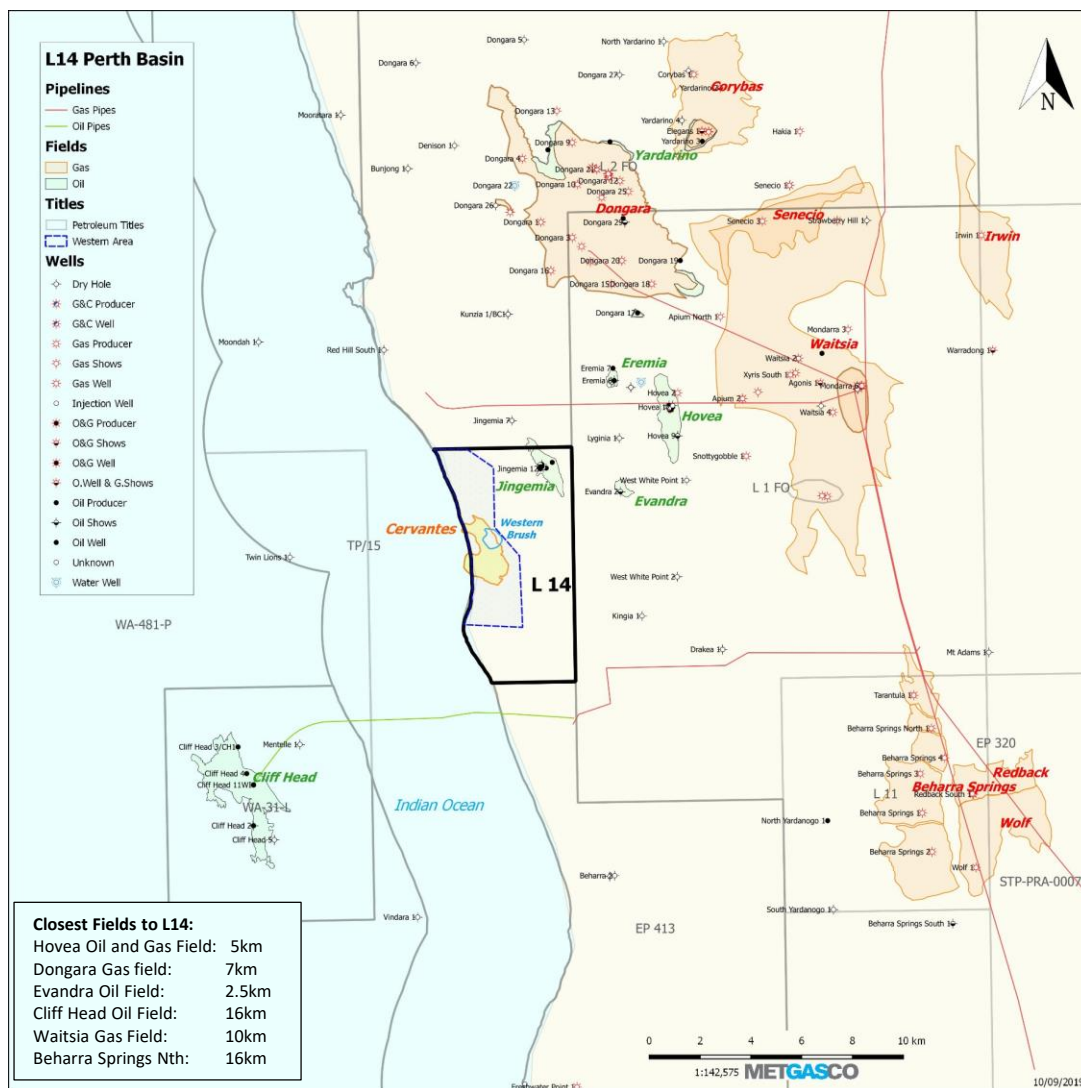 L14 Perth Basin
Pipelines
Gas Pipes
Oil Pipes
Fields
Gas
Oil
Titles
Petroleum Titles
Western Area
Wells
Dry Hole
G&C Producer
G&C Well
Gas Producer
Gas Shows
Gas Well
Injection Well
O&G Producer
O&G Shows
O&G Well
O.Well & G.Shows
Oil Producer
Oil Shows
Oil Well
Unknown
Water Well
N
Dongara 5
North Yardarino 1
Dongara 6
Dongara 27
Corybas 1
Corybas
Moonhara 1
Dongara 13
Yardarino 4
Elegans 1
Hakia 1
Denison 1
Dongara 9
Yardarino 3
Yardarino
Bunjong 1
Dongara 4
L 2 FO
Dongara 22
Dongara 10
Dongara 12
Senecio 1
Dongara 25
Dongara 26
Dongara
Senecio
Dongara 1
Dongara 29
Senecio 3
Strawberry Hill 1
Irwin 1
Irwin
Dongara 3
Dongara 16
Dongara 20
Dongara 19
Dongara 15
Dongara 18
Kunzia 1/BC1
Dongara 17
Apium North 1
Mondarra 3
Moondah 1
Red Hill South 1
Waitsia
Warradong 1
Eremia
Waitsia 2
Eremia 7
Eremia 6
Xyris South 1
Agonis 1
Mondarra 6
Hovea 2
Apium 2
Hovea 1
Waitsia 4
Hovea
Jingemia 7
Lyginia 1
Hovea 9
Snottygobble 1
Jingemia 12
Jingemia
West White Point 1
Evandra 2
Evandra
L 1 FO
Cervantes
Western
Brush
TP/15
Twin Lions 1
L 14
West White Point 2
WA-481-P
Kingia 1
Drakea 1
Mt Adams 1
Tarantula 1
Beharra Springs North 1
Cliff Head 3/CH1
Mentelle 1
EP 320
Beharra Springs 4
Cliff Head 4
Cliff Head
Beharra Springs 3
Redback
Cliff Head 11WI
Beharra Springs
WA-31-L
Indian Ocean
L 11
Redback South 1
Beharra Springs 1
Cliff Head 2
North Yardanogo 1
Wolf
Cliff Head 5
Beharra Springs 2
Wolf 1
Beharra 2
STP-PRA-0007
Vindara 1
South Yardanogo 1
EP 413
Beharra Springs South 1
Closest Fields to L14:
Hovea Oil and Gas Field: 5km
Dongara Gas field: 7km
Evandra Oil Field: 2.5km
Cliff Head Oil Field: 16km
Waitsia Gas Field: 10km
Beharra Springs Nth: 16km
0 2 4 6 8 10 km
1:142,575 METGASCO
Freshwater Point 1